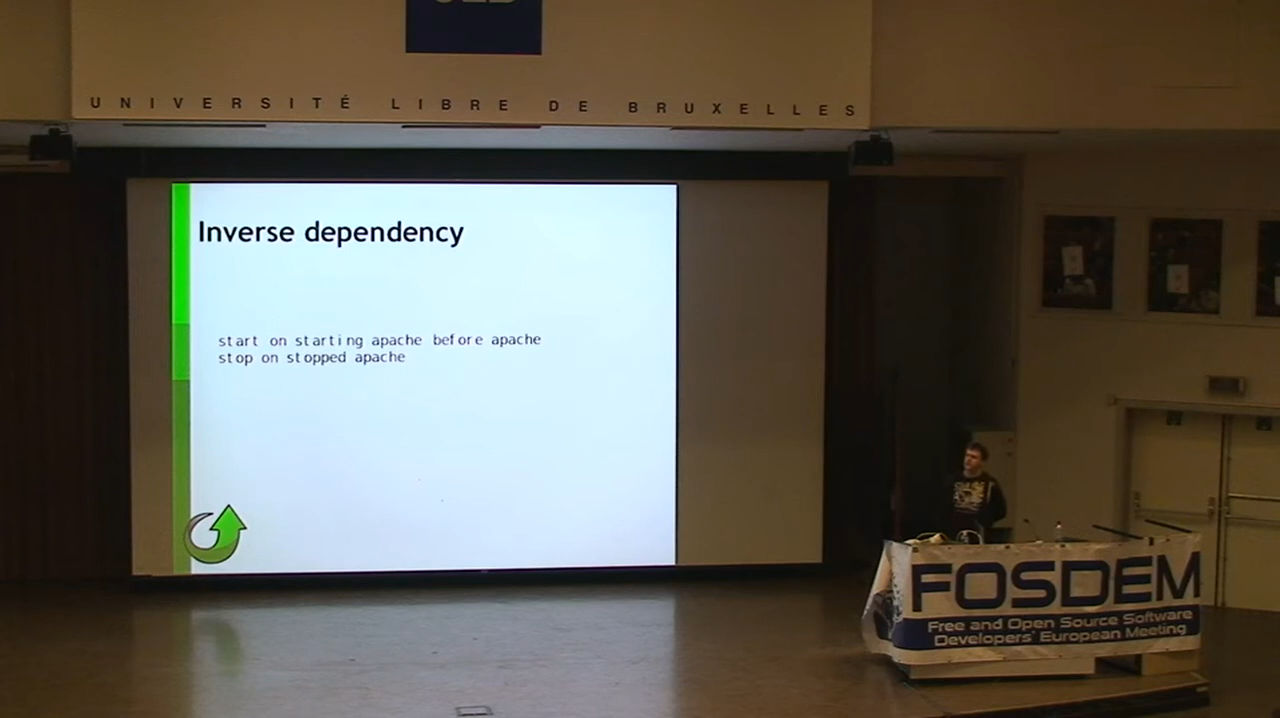 UNIVERSITÉ LIBRE DE BRUXELLES
Inverse dependency
start on starting apache before apache
stop on stopped apache
FOSDEM
Free and Open Source Software
Developers' European Meeting